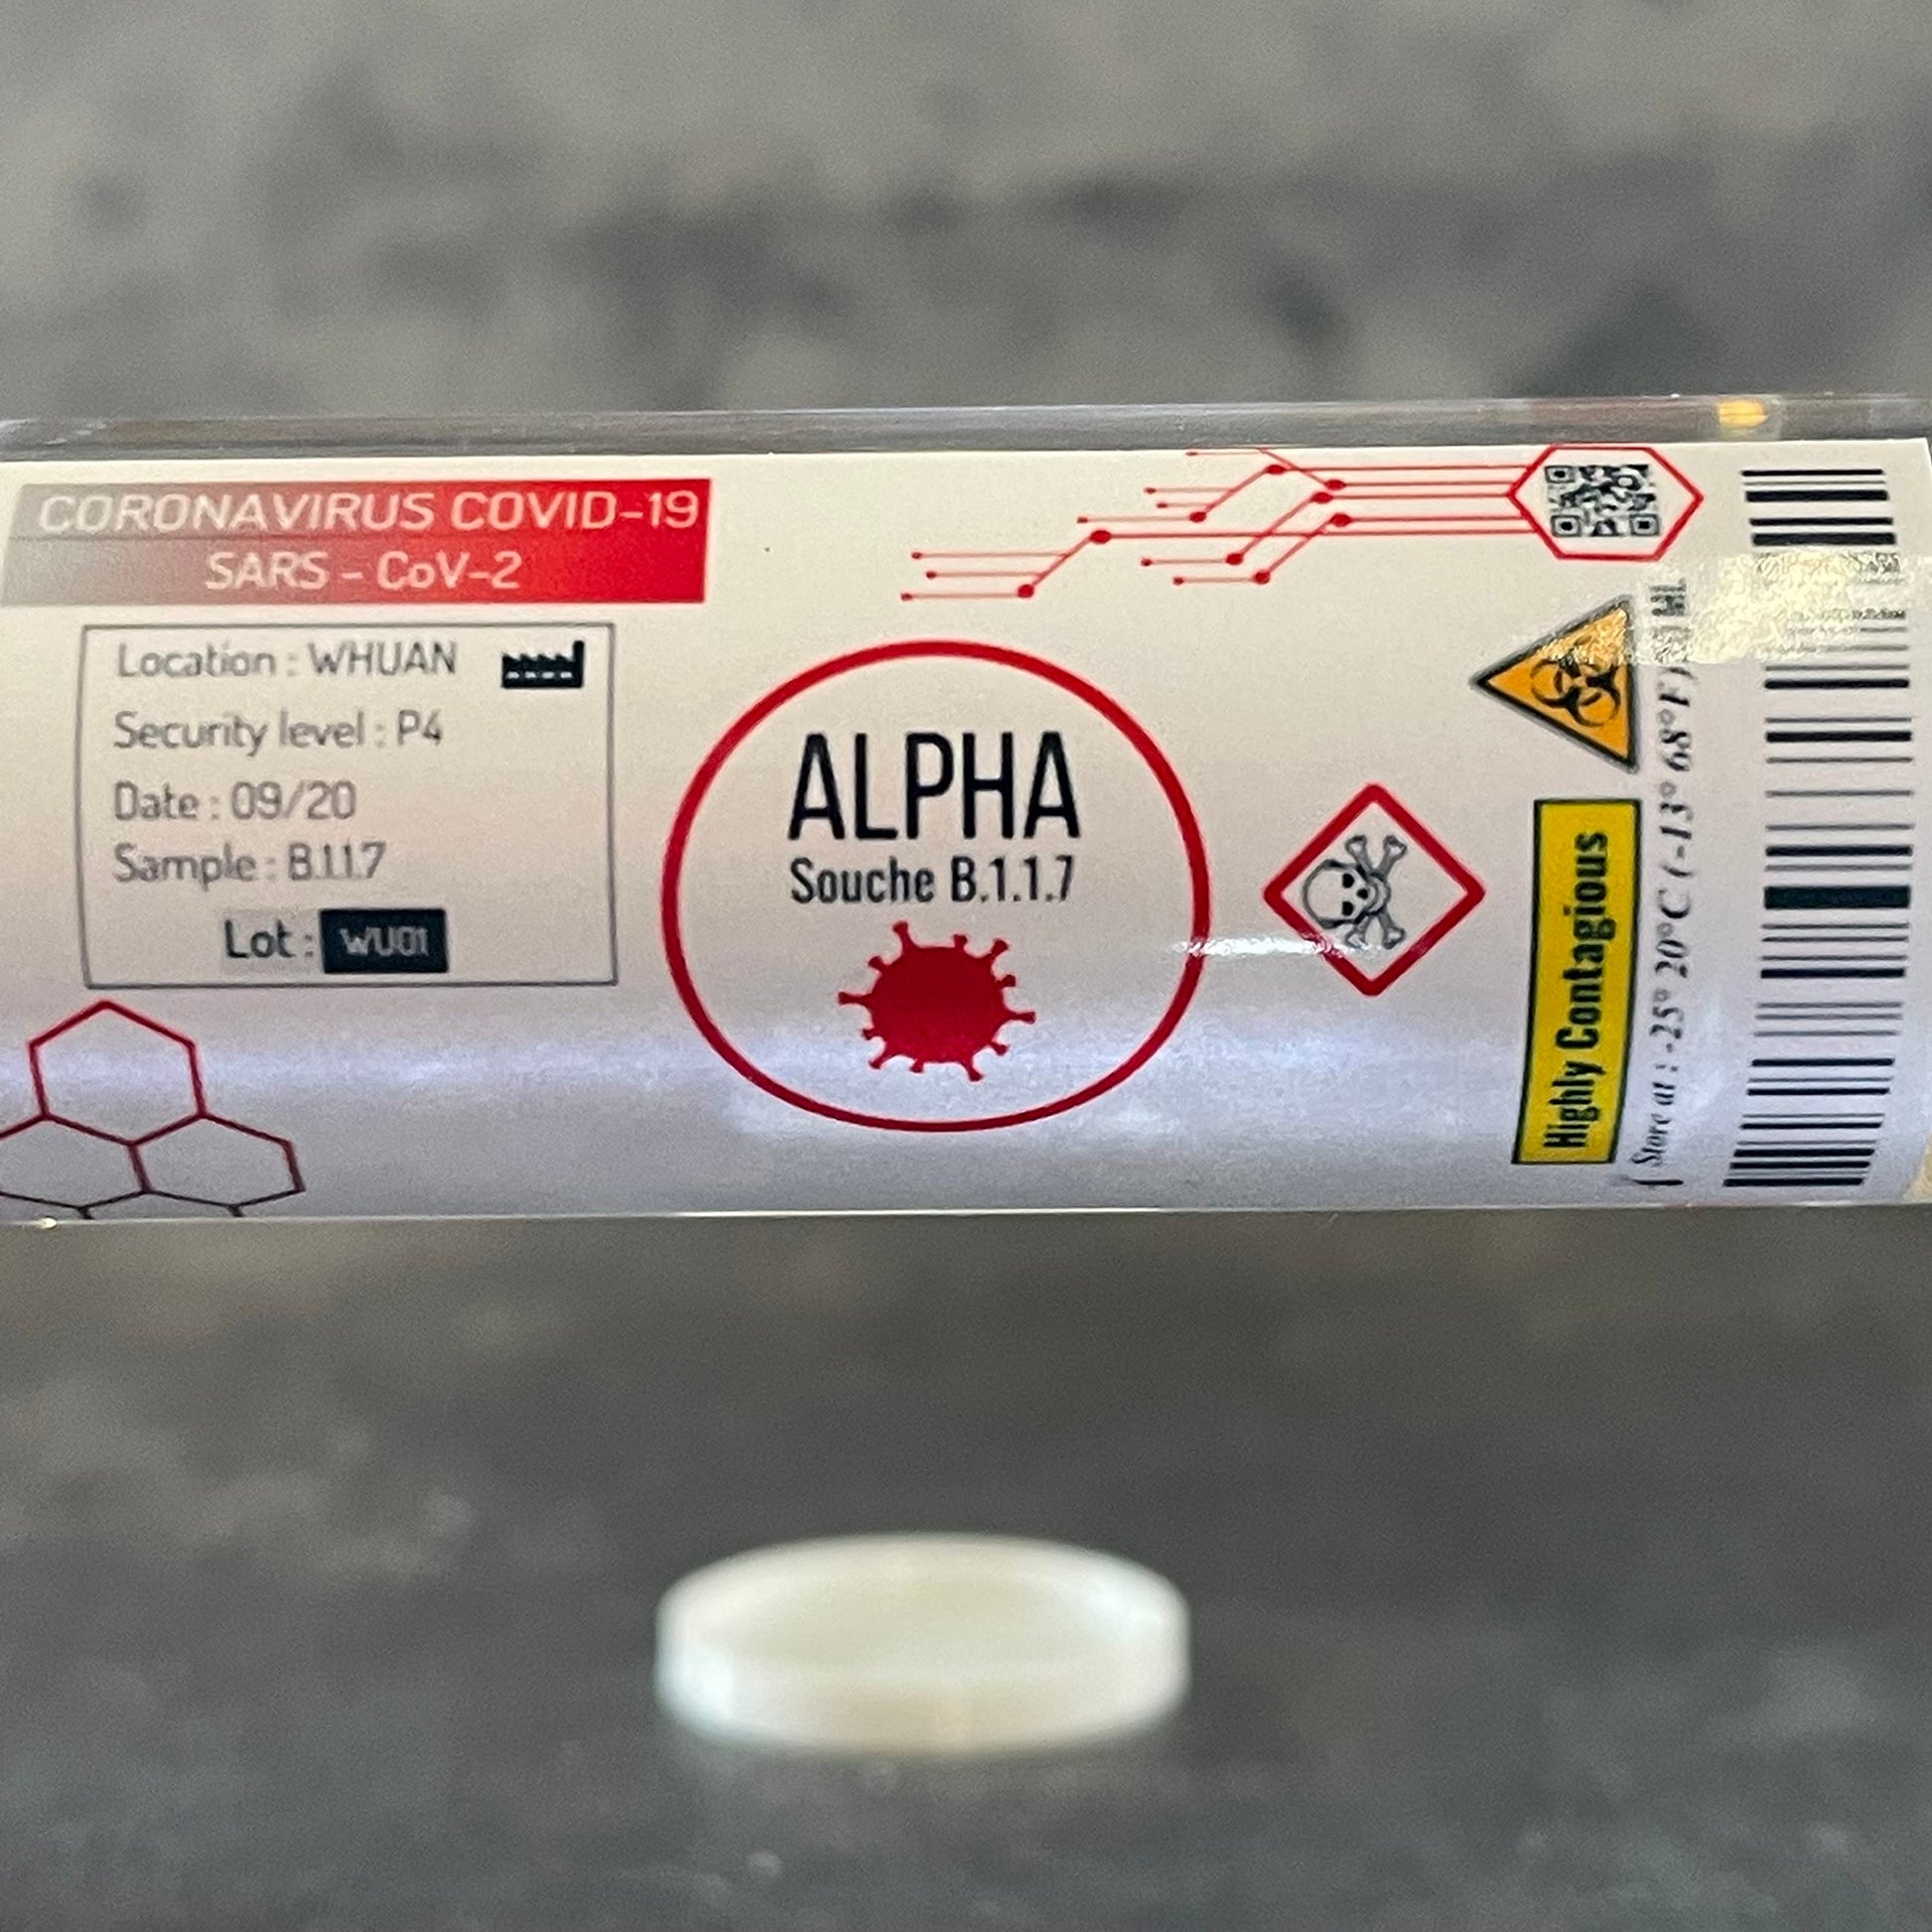 CORONAVIRUS COVID-19
SARS - CoV-2
Location : WHUAN
Security level : P4
Date : 09/20
Sample : B.1.1.7
Lot : WU01
ALPHA
Souche B.1.1.7
Highly Contagious
Store at : -25° 20°C (-13° 68°F)